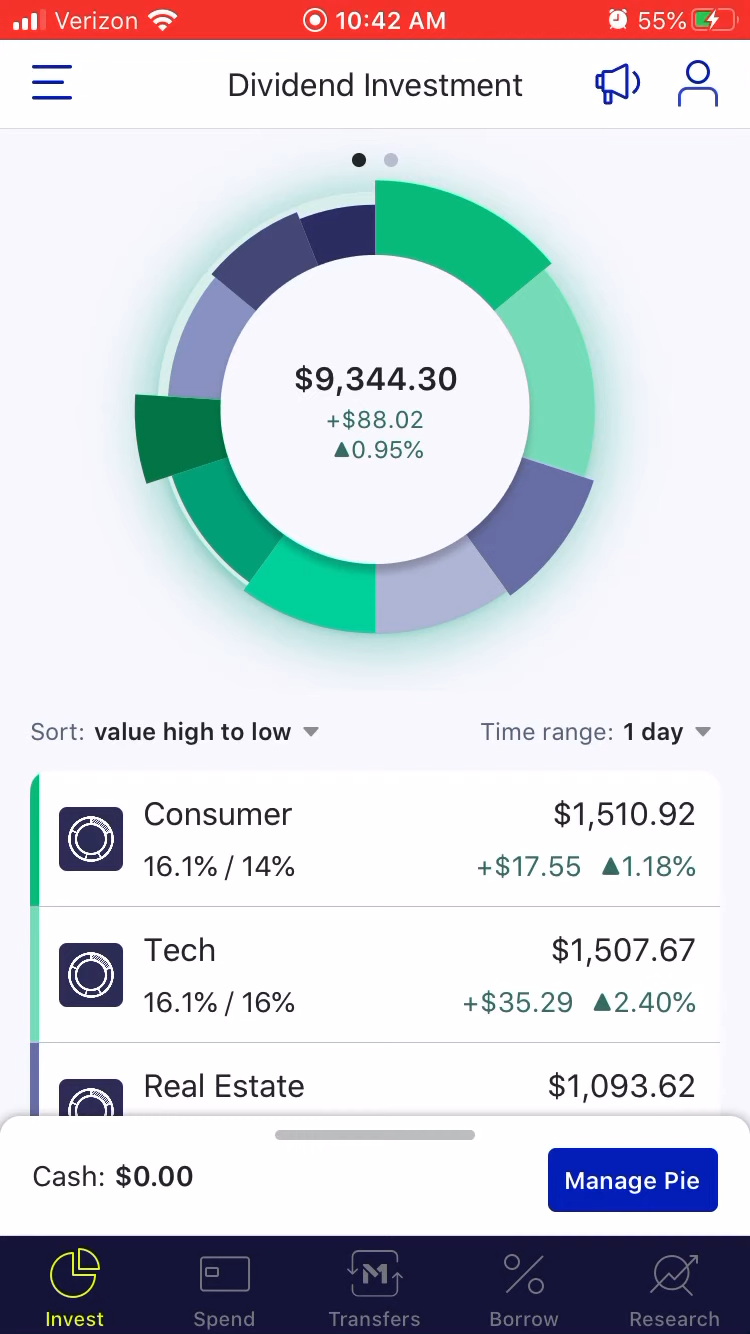 Verizon 10:42 AM 55%
Dividend Investment
$9,344.30
+$88.02
▲0.95%
Sort: value high to low Time range: 1 day
Consumer $1,510.92
16.1% / 14% +$17.55 ▲1.18%
Tech $1,507.67
16.1% / 16% +$35.29 ▲2.40%
Real Estate $1,093.62
Cash: $0.00 Manage Pie
Invest Spend Transfers Borrow Research